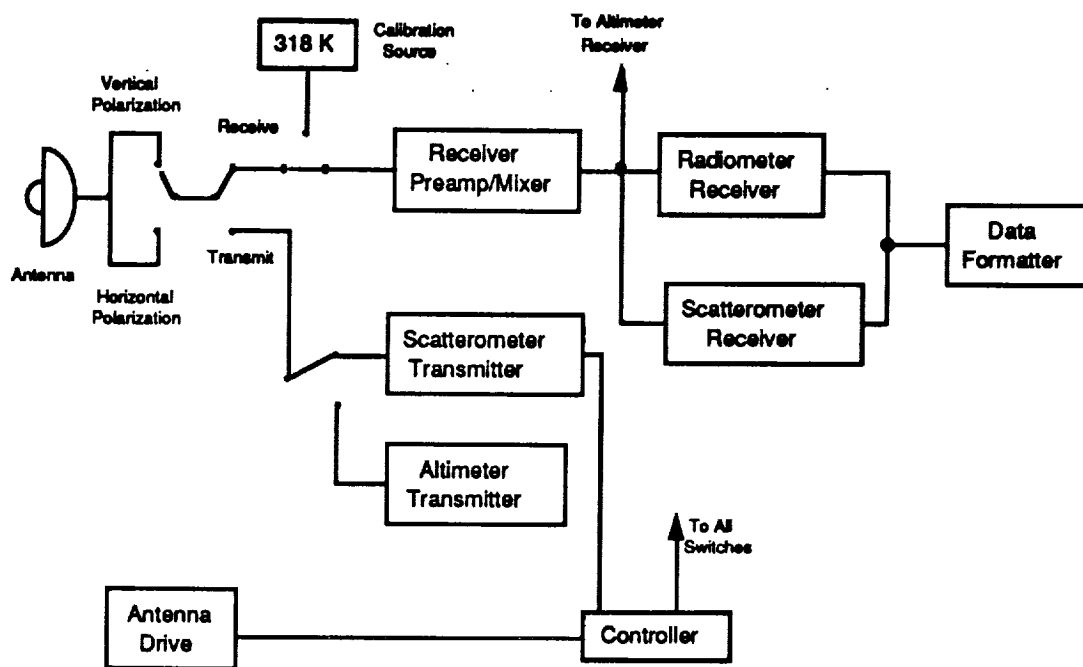 To Altimeter
Receiver
318 K
Calibration
Source
Vertical
Polarization
Receive
Receiver
Preamp/Mixer
Radiometer
Receiver
Data
Formatter
Antenna
Transmit
Horizontal
Polarization
Scatterometer
Receiver
Scatterometer
Transmitter
Altimeter
Transmitter
To All
Switches
Antenna
Drive
Controller